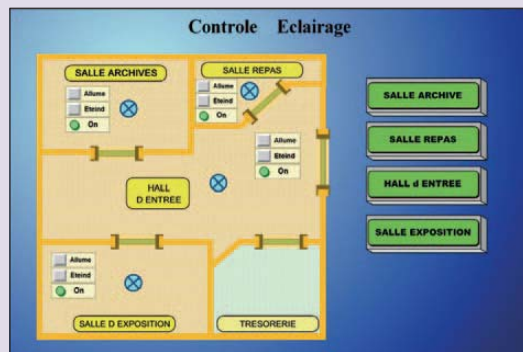 Controle Eclairage
SALLE ARCHIVES
Allume
Eteind
On
SALLE REPAS
Allume
Eteind
On
Allume
Eteind
On
HALL
D ENTREE
Allume
Eteind
On
SALLE D EXPOSITION
TRESORERIE
SALLE ARCHIVE
SALLE REPAS
HALL d ENTREE
SALLE EXPOSITION